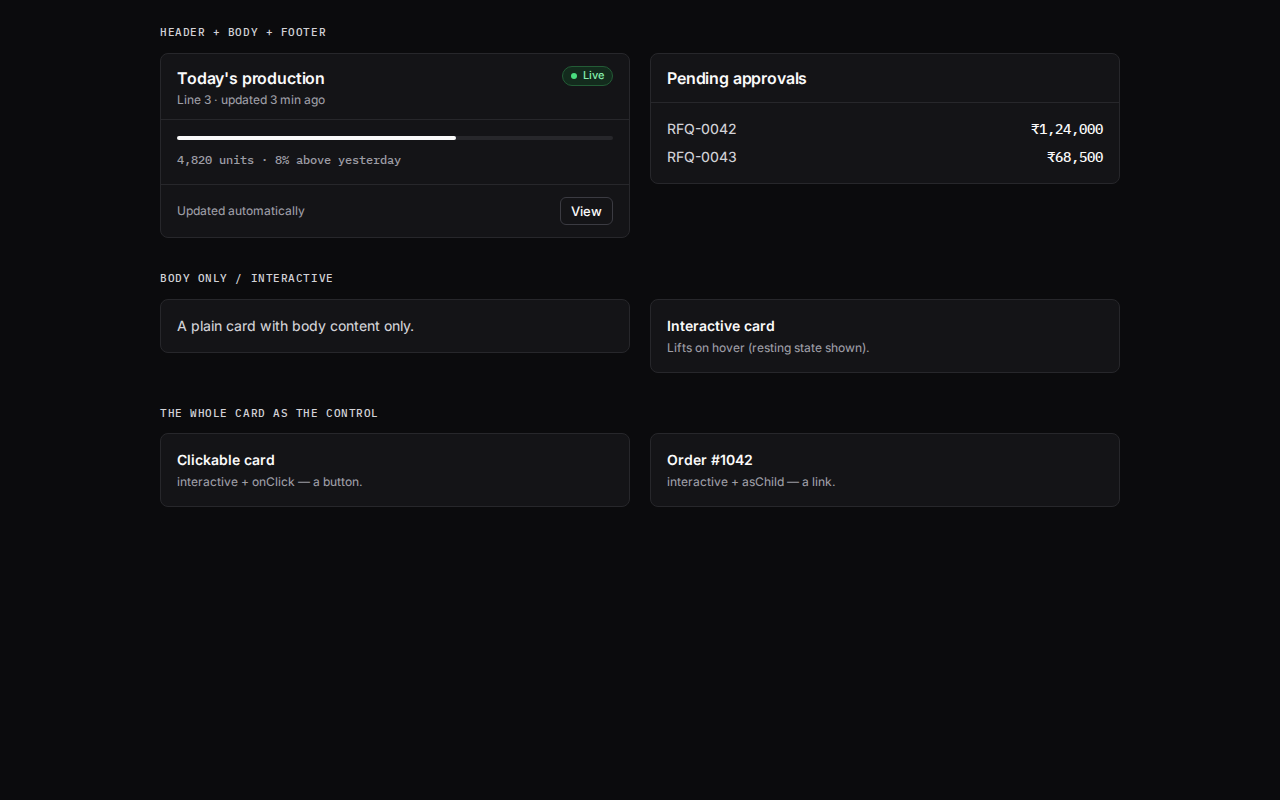 HEADER + BODY + FOOTER
Today's production
Live
Line 3 · updated 3 min ago
4,820 units · 8% above yesterday
Updated automatically
View
Pending approvals
RFQ-0042 ₹1,24,000
RFQ-0043 ₹68,500
BODY ONLY / INTERACTIVE
A plain card with body content only.
Interactive card
Lifts on hover (resting state shown).
THE WHOLE CARD AS THE CONTROL
Clickable card
interactive + onClick — a button.
Order #1042
interactive + asChild — a link.